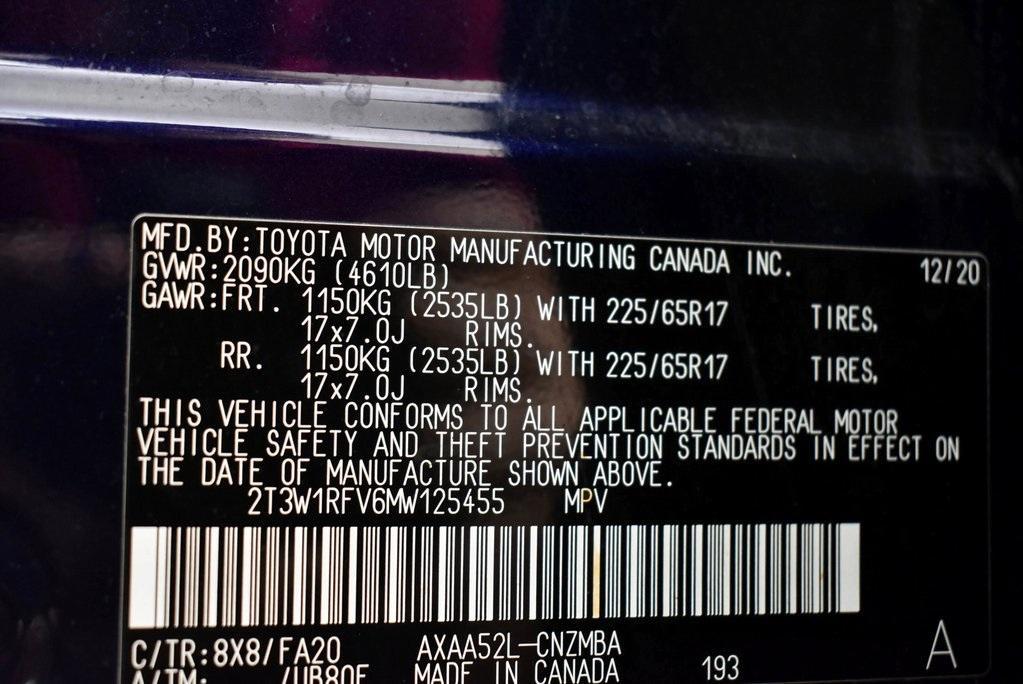 MFD.BY:TOYOTA MOTOR MANUFACTURING CANADA INC. 12/20
GVWR:2090KG (4610LB)
GAWR:FRT. 1150KG (2535LB) WITH 225/65R17 TIRES,
17x7.0J RIMS.
RR. 1150KG (2535LB) WITH 225/65R17 TIRES,
17x7.0J RIMS.
THIS VEHICLE CONFORMS TO ALL APPLICABLE FEDERAL MOTOR
VEHICLE SAFETY AND THEFT PREVENTION STANDARDS IN EFFECT ON
THE DATE OF MANUFACTURE SHOWN ABOVE.
2T3W1RFV6MW125455 MPV
C/TR:8X8/FA20 AXAA52L-CNZMBA A
A/TM: /UB80F MADE IN CANADA 193